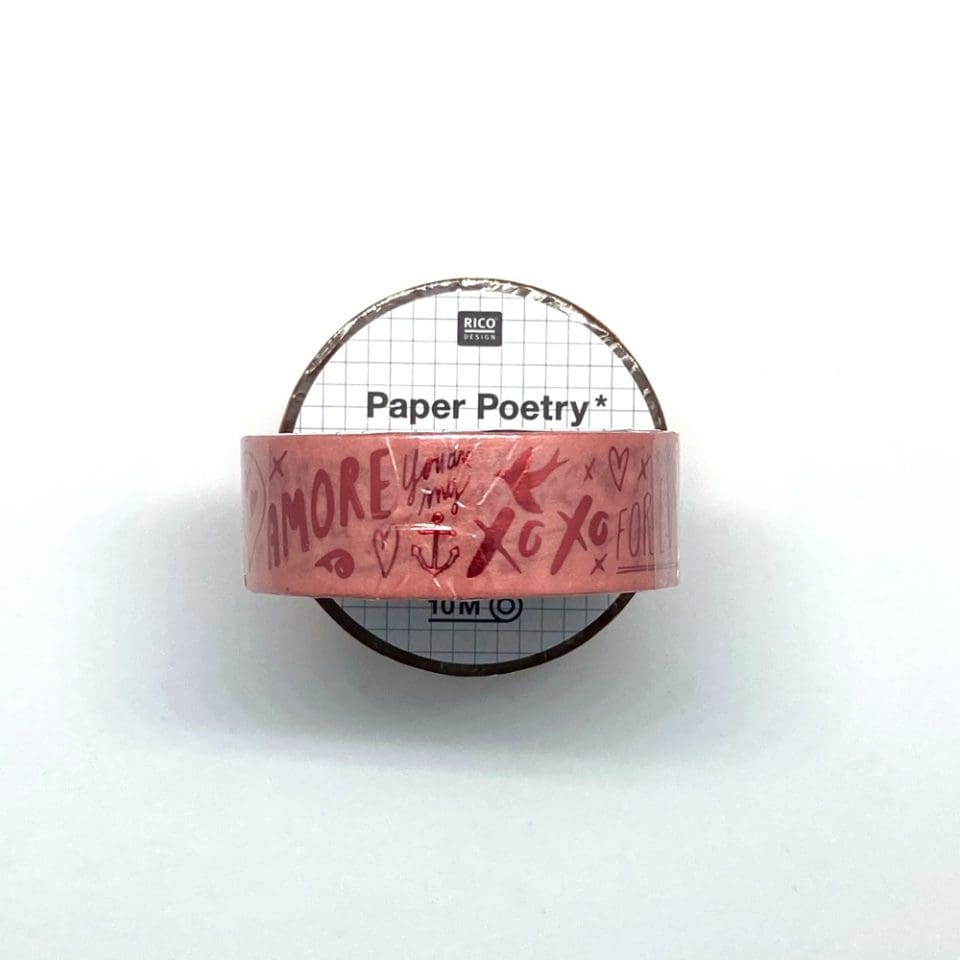 RICO
DESIGN
Paper Poetry*
AMORE
You are
my
XOXO
10M